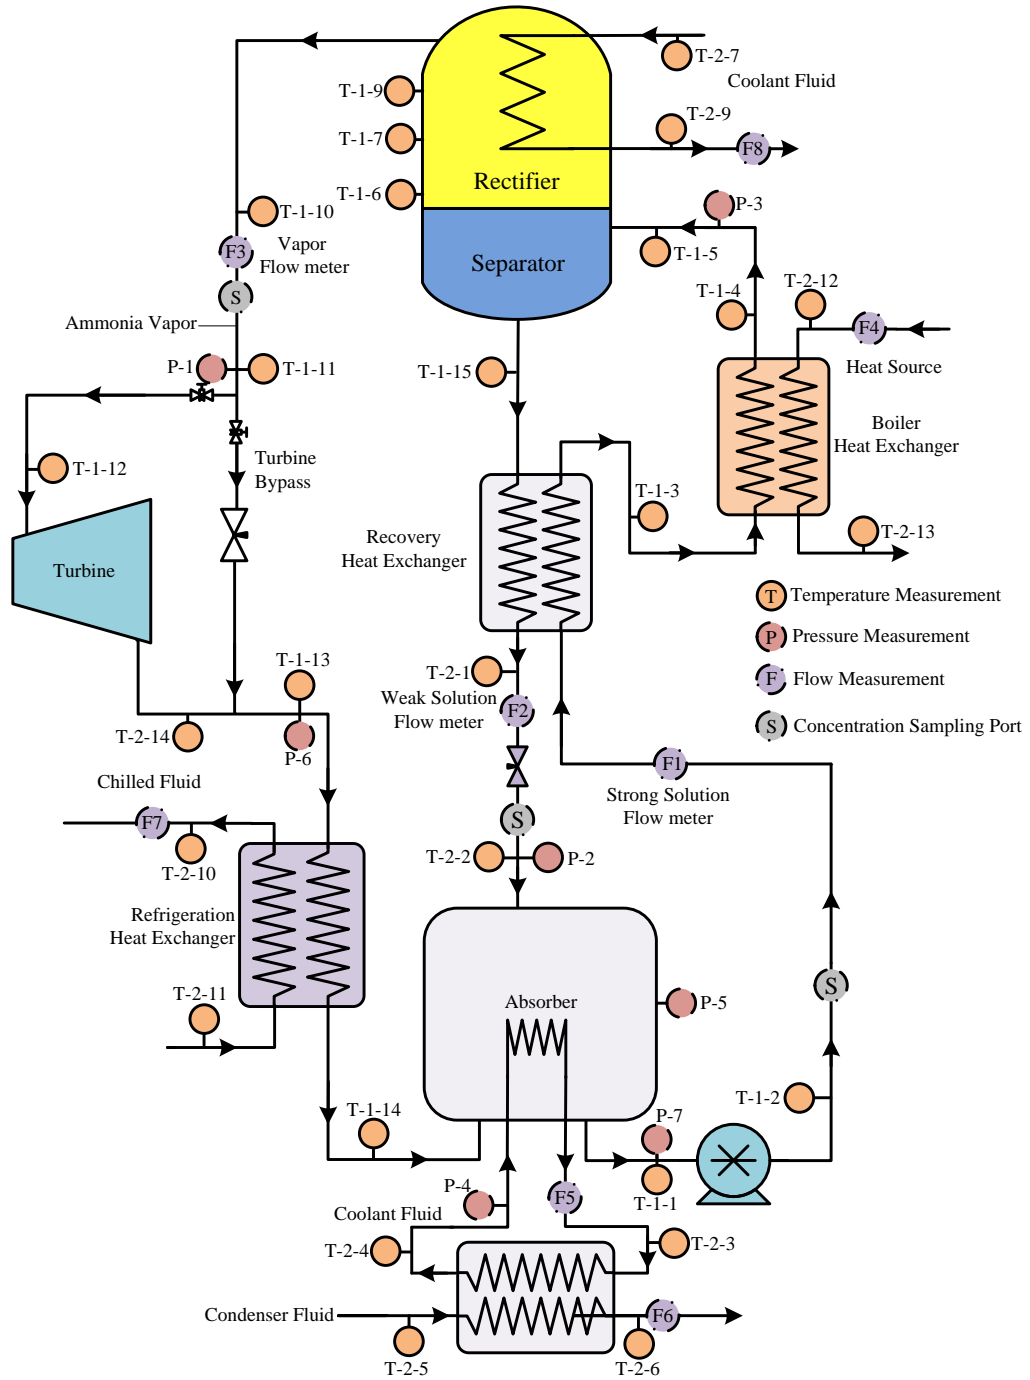 T-2-7
Coolant Fluid
T-1-9
T-2-9
T-1-7
F8
Rectifier
T-1-6
P-3
T-1-10
F3
Vapor
Flow meter
Separator
T-1-5
T-2-12
T-1-4
S
F4
Ammonia Vapor
P-1
T-1-11
T-1-15
Heat Source
Boiler
Heat Exchanger
T-1-12
Turbine
Bypass
T-1-3
T-2-13
Recovery
Heat Exchanger
Turbine
T Temperature Measurement
P Pressure Measurement
F Flow Measurement
S Concentration Sampling Port
T-1-13
T-2-1
Weak Solution
Flow meter
F2
T-2-14
P-6
F1
Chilled Fluid
Strong Solution
Flow meter
F7
S
T-2-10
T-2-2
P-2
Refrigeration
Heat Exchanger
T-2-11
Absorber
P-5
S
T-1-2
T-1-14
P-7
T-1-1
P-4
F5
Coolant Fluid
T-2-4
T-2-3
Condenser Fluid
F6
T-2-5
T-2-6